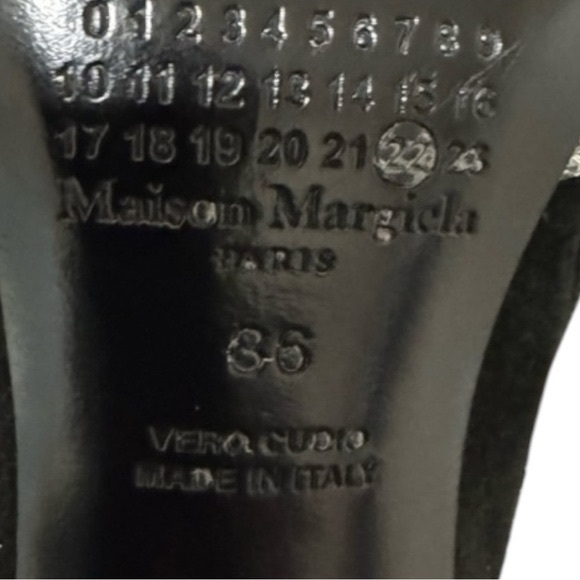 0 1 2 3 4 5 6 7 8 9
10 11 12 13 14 15 16
17 18 19 20 21 22 23
Maison Margiela
PARIS
36
VERO CUOIO
MADE IN ITALY